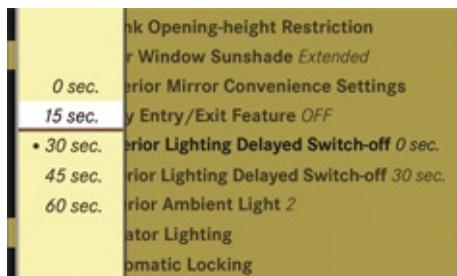 nk Opening-height Restriction
r Window Sunshade Extended
0 sec. erior Mirror Convenience Settings
15 sec. y Entry/Exit Feature OFF
• 30 sec. erior Lighting Delayed Switch-off 0 sec.
45 sec. rior Lighting Delayed Switch-off 30 sec.
60 sec. rior Ambient Light 2
ator Lighting
omatic Locking